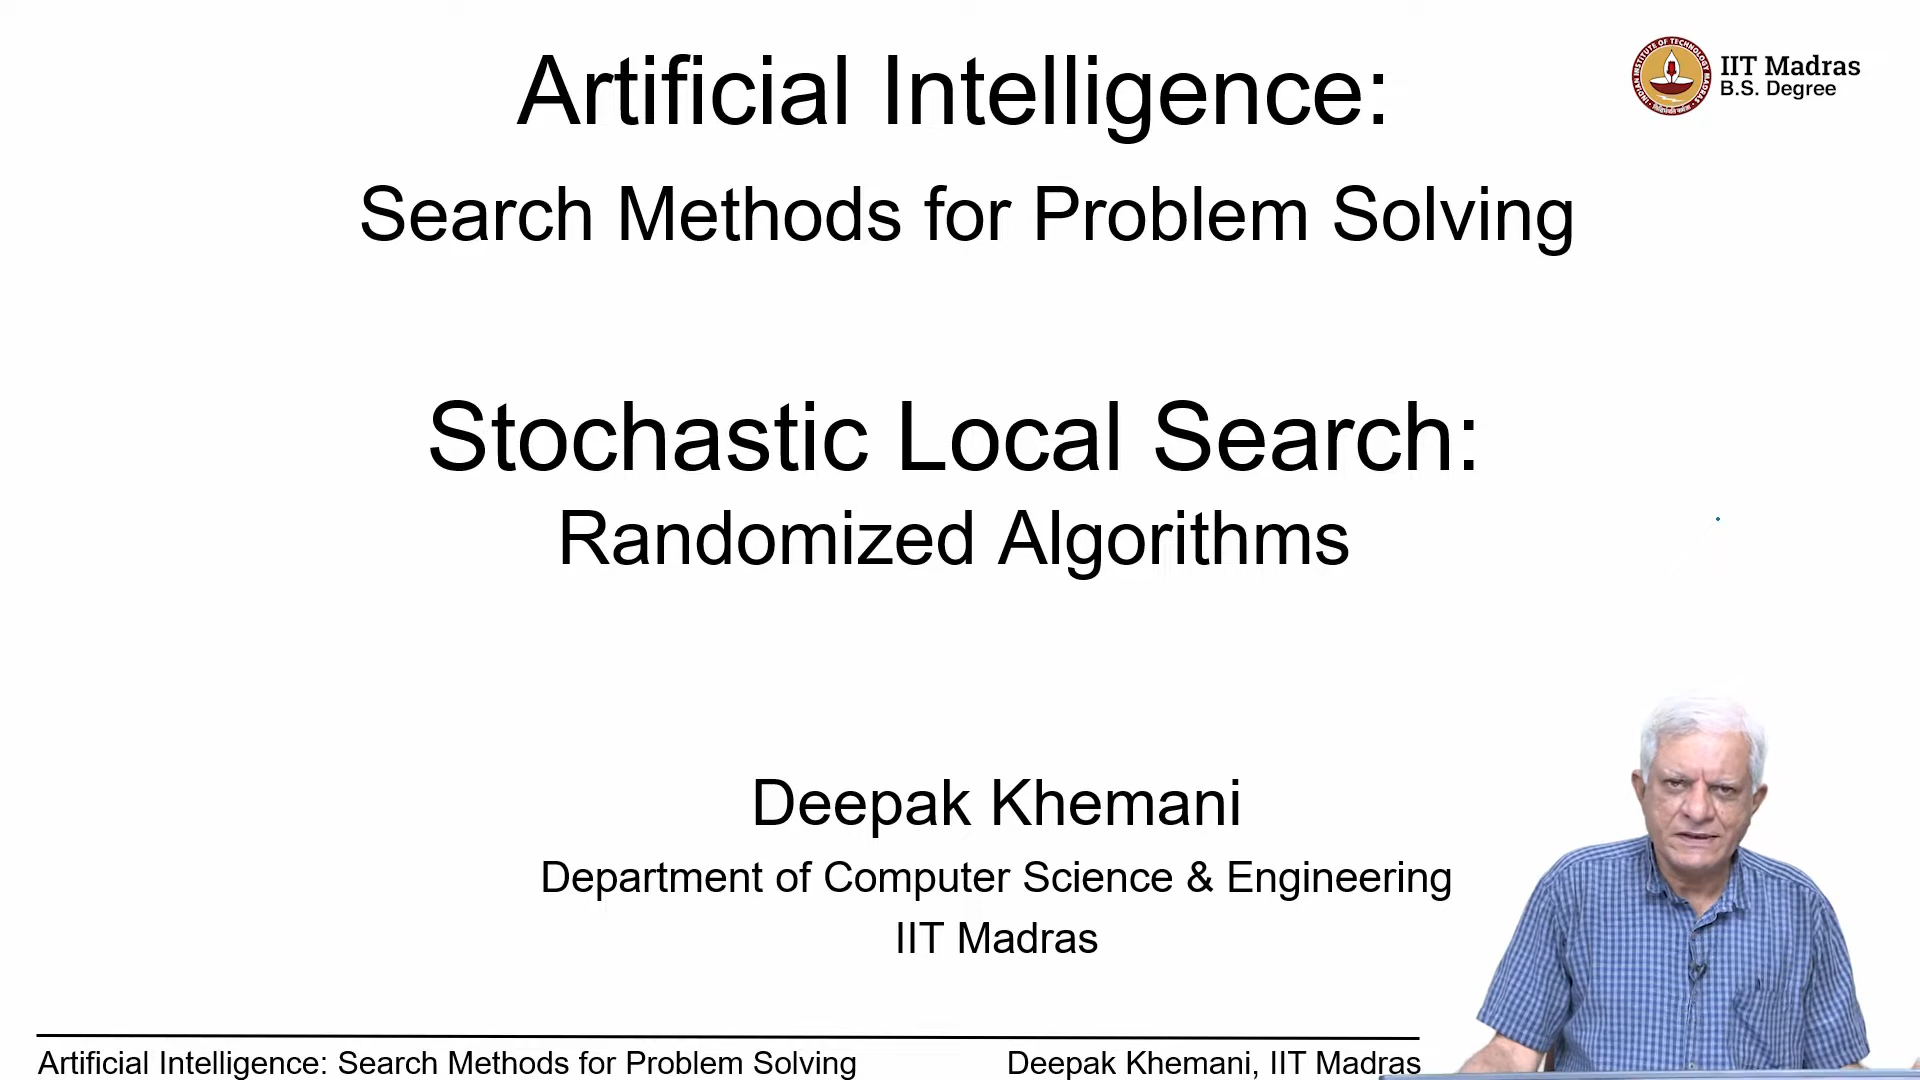 Artificial Intelligence:
IIT Madras
B.S. Degree
Search Methods for Problem Solving
Stochastic Local Search:
Randomized Algorithms
Deepak Khemani
Department of Computer Science & Engineering
IIT Madras
Artificial Intelligence: Search Methods for Problem Solving
Deepak Khemani, IIT Madras